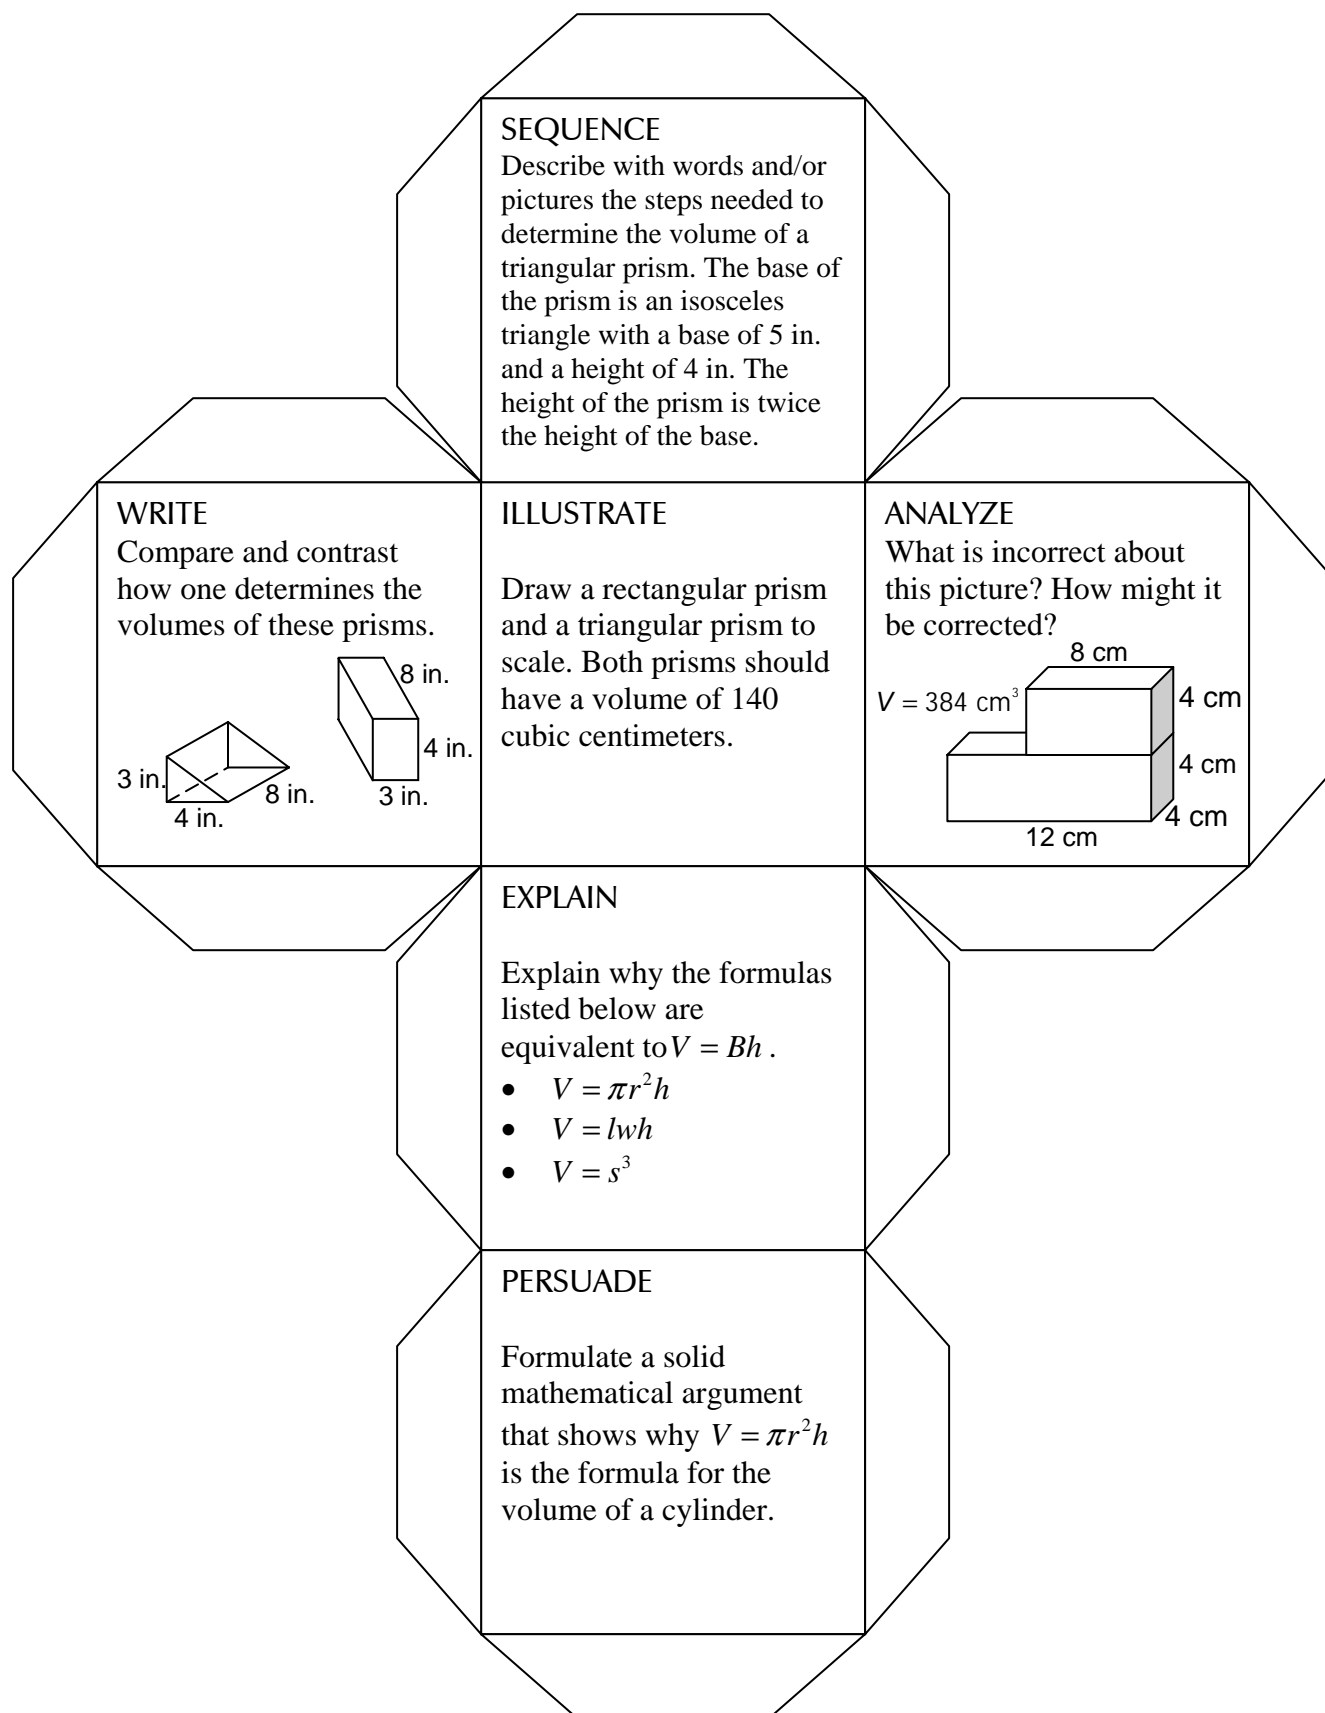 SEQUENCE
Describe with words and/or
pictures the steps needed to
determine the volume of a
triangular prism. The base of
the prism is an isosceles
triangle with a base of 5 in.
and a height of 4 in. The
height of the prism is twice
the height of the base.
WRITE
Compare and contrast
how one determines the
volumes of these prisms.
8 in.
4 in.
3 in.
3 in.
8 in.
4 in.
ILLUSTRATE
Draw a rectangular prism
and a triangular prism to
scale. Both prisms should
have a volume of 140
cubic centimeters.
ANALYZE
What is incorrect about
this picture? How might it
be corrected?
8 cm
V = 384 cm³
4 cm
4 cm
4 cm
12 cm
EXPLAIN
Explain why the formulas
listed below are
equivalent to V = Bh .
• V = πr²h
• V = lwh
• V = s³
PERSUADE
Formulate a solid
mathematical argument
that shows why V = πr²h
is the formula for the
volume of a cylinder.